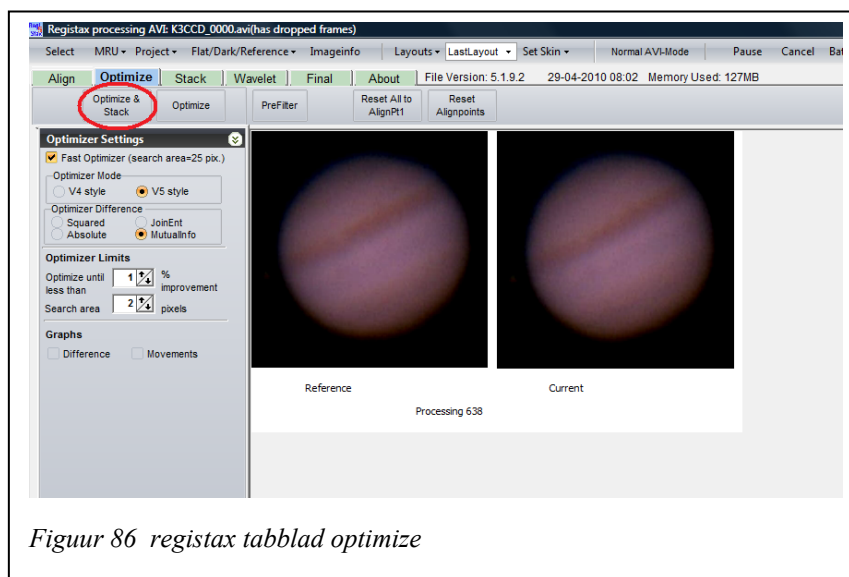 Registax processing AVI: K3CCD_0000.avi(has dropped frames)
Select MRU Project Flat/Dark/Reference Imageinfo Layouts LastLayout Set Skin Normal AVI-Mode Pause Cancel Bat
Align Optimize Stack Wavelet Final About File Version: 5.1.9.2 29-04-2010 08:02 Memory Used: 127MB
Optimize & Stack Optimize PreFilter Reset All to AlignPt1 Reset Alignpoints
Optimizer Settings
Fast Optimizer (search area=25 pix.)
Optimizer Mode
V4 style V5 style
Optimizer Difference
Squared JoinEnt
Absolute MutualInfo
Optimizer Limits
Optimize until less than 1 % improvement
Search area 2 pixels
Graphs
Difference Movements
Reference Current
Processing 638
Figuur 86 registax tabblad optimize